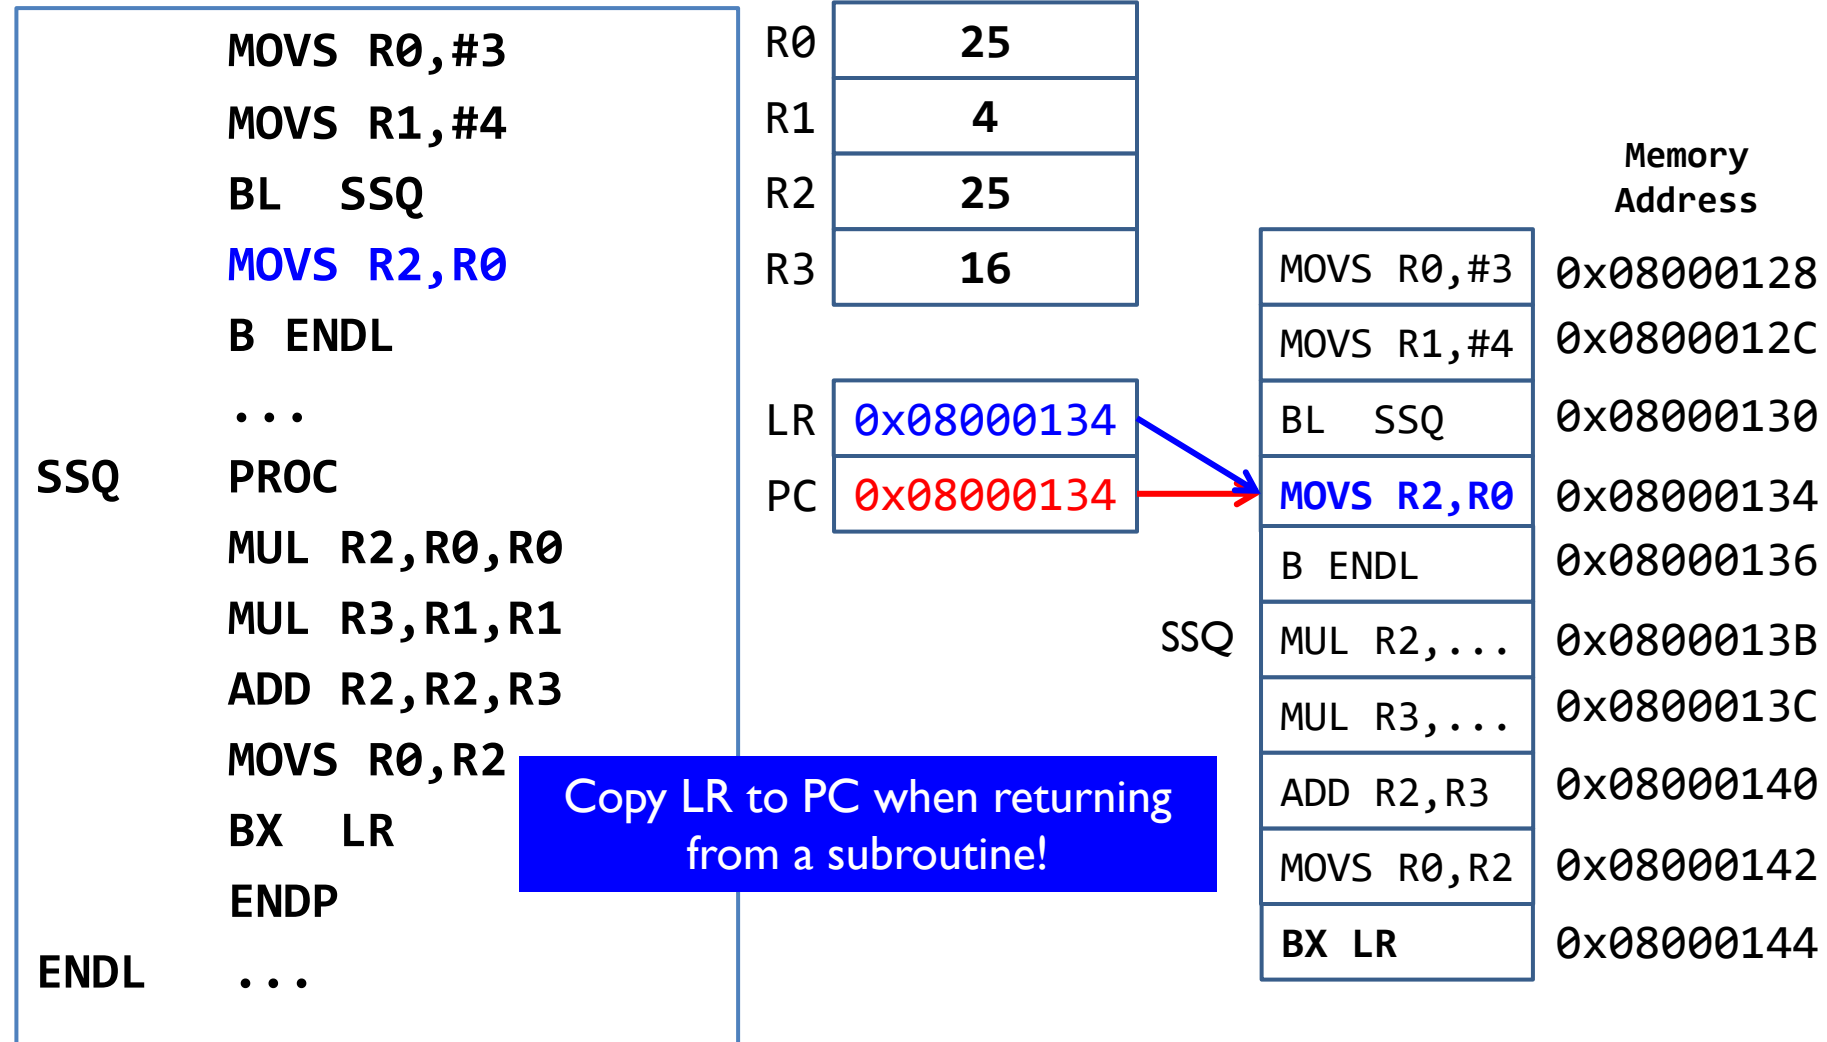 MOVS R0,#3
MOVS R1,#4
BL SSQ
MOVS R2,R0
B ENDL
...
SSQ PROC
MUL R2,R0,R0
MUL R3,R1,R1
ADD R2,R2,R3
MOVS R0,R2
BX LR
ENDP
ENDL ...
R0 25
R1 4
R2 25
R3 16
LR 0x08000134
PC 0x08000134
Copy LR to PC when returning
from a subroutine!
Memory
Address
MOVS R0,#3 0x08000128
MOVS R1,#4 0x0800012C
BL SSQ 0x08000130
MOVS R2,R0 0x08000134
B ENDL 0x08000136
SSQ MUL R2,... 0x0800013B
MUL R3,... 0x0800013C
ADD R2,R3 0x08000140
MOVS R0,R2 0x08000142
BX LR 0x08000144